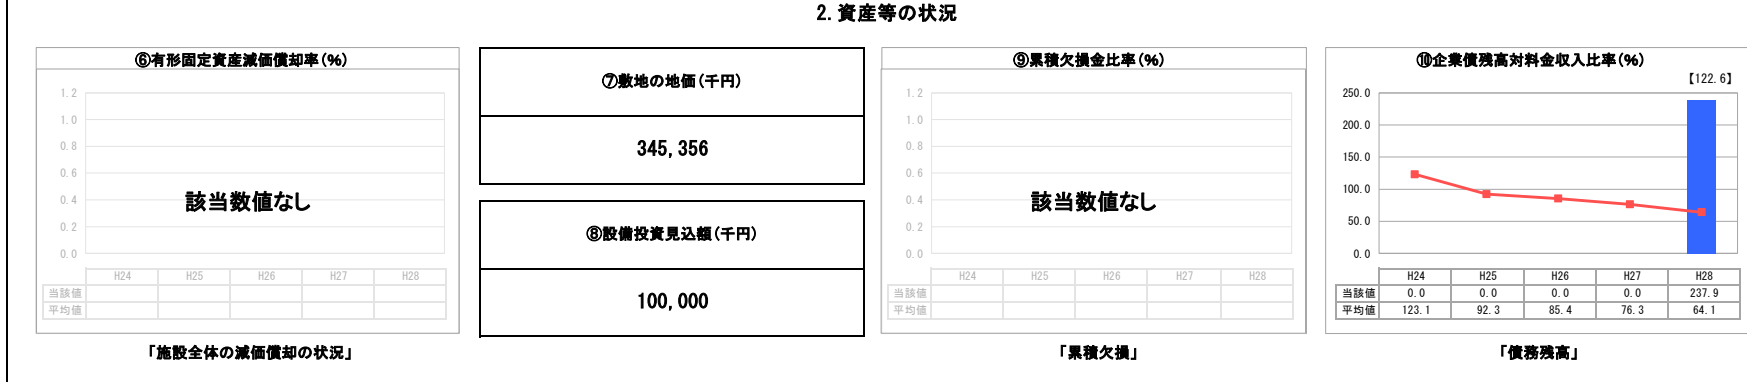 2. 資産等の状況
⑥有形固定資産減価償却率(%)
1.2
1.0
0.8
0.6
0.4
0.2
0.0
該当数値なし
H24 H25 H26 H27 H28
当該値
平均値
「施設全体の減価償却の状況」
⑦敷地の地価(千円)
345,356
⑧設備投資見込額(千円)
100,000
⑨累積欠損金比率(%)
1.2
1.0
0.8
0.6
0.4
0.2
0.0
該当数値なし
H24 H25 H26 H27 H28
当該値
平均値
「累積欠損」
⑩企業債残高対料金収入比率(%)
【122.6】
250.0
200.0
150.0
100.0
50.0
0.0
H24 H25 H26 H27 H28
当該値 0.0 0.0 0.0 0.0 237.9
平均値 123.1 92.3 85.4 76.3 64.1
「債務残高」